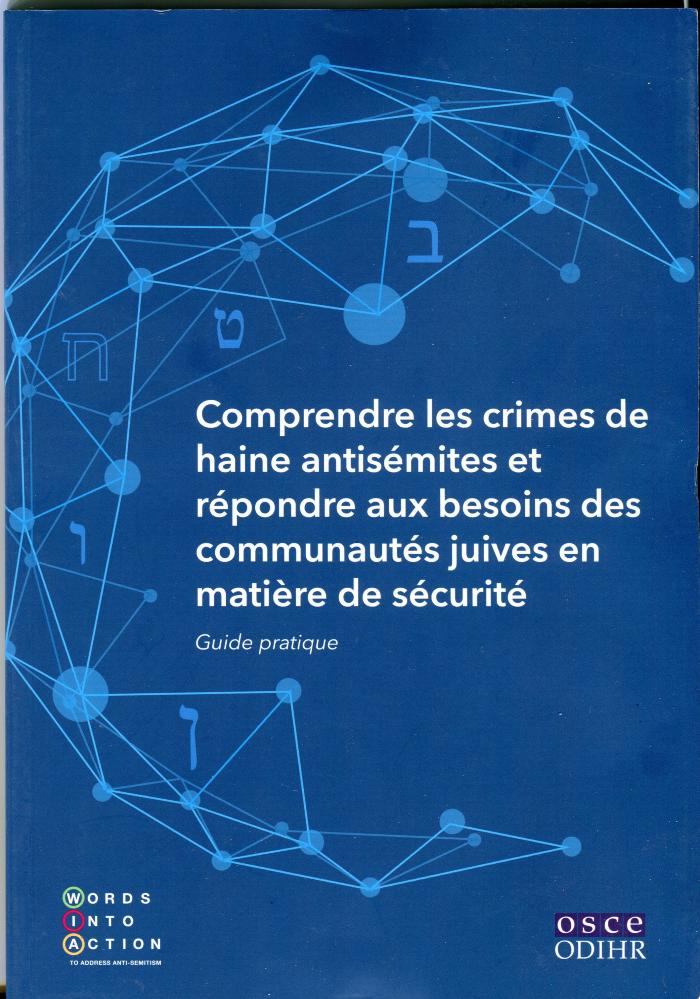 ב
ט
ח
ו
ן
Comprendre les crimes de
haine antisémites et
répondre aux besoins des
communautés juives en
matière de sécurité
Guide pratique
WORDS
INTO
ACTION
TO ADDRESS ANTI-SEMITISM
osce
ODIHR